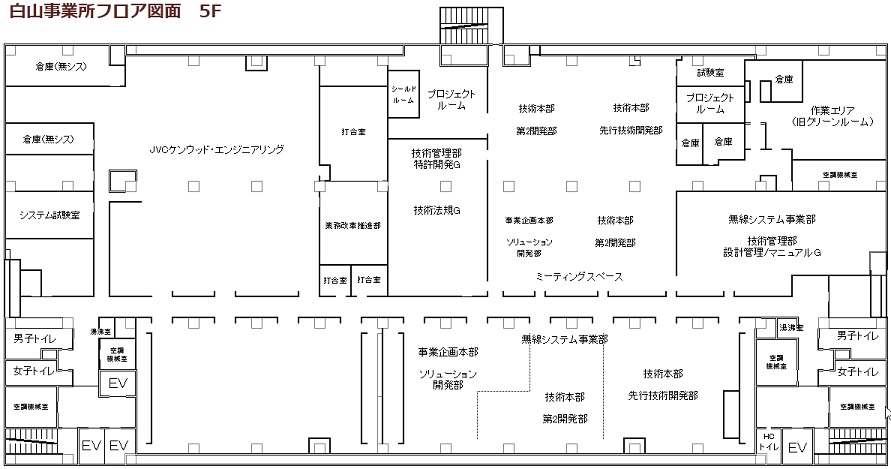 白山事業所フロア図面　5F
倉庫(無シス)
シールド
ルーム
プロジェクト
ルーム
技術本部
第2開発部
技術本部
先行技術開発部
試験室
プロジェクト
ルーム
倉庫
倉庫
倉庫
作業エリア
(旧クリーンルーム)
倉庫(無シス)
JVCケンウッド・エンジニアリング
打合室
技術管理部
特許開発G
空調機械室
システム試験室
業務改革推進部
技術法規G
事業企画本部
ソリューション
開発部
技術本部
第2開発部
無線システム事業部
技術管理部
設計管理/マニュアルG
打合室
打合室
ミーティングスペース
男子トイレ
湯沸室
空調
機械室
女子トイレ
EV
空調機械室
EV
EV
事業企画本部
ソリューション
開発部
無線システム事業部
技術本部
第2開発部
技術本部
先行技術開発部
湯沸室
男子トイレ
空調
機械室
女子トイレ
空調機械室
HC
トイレ
EV